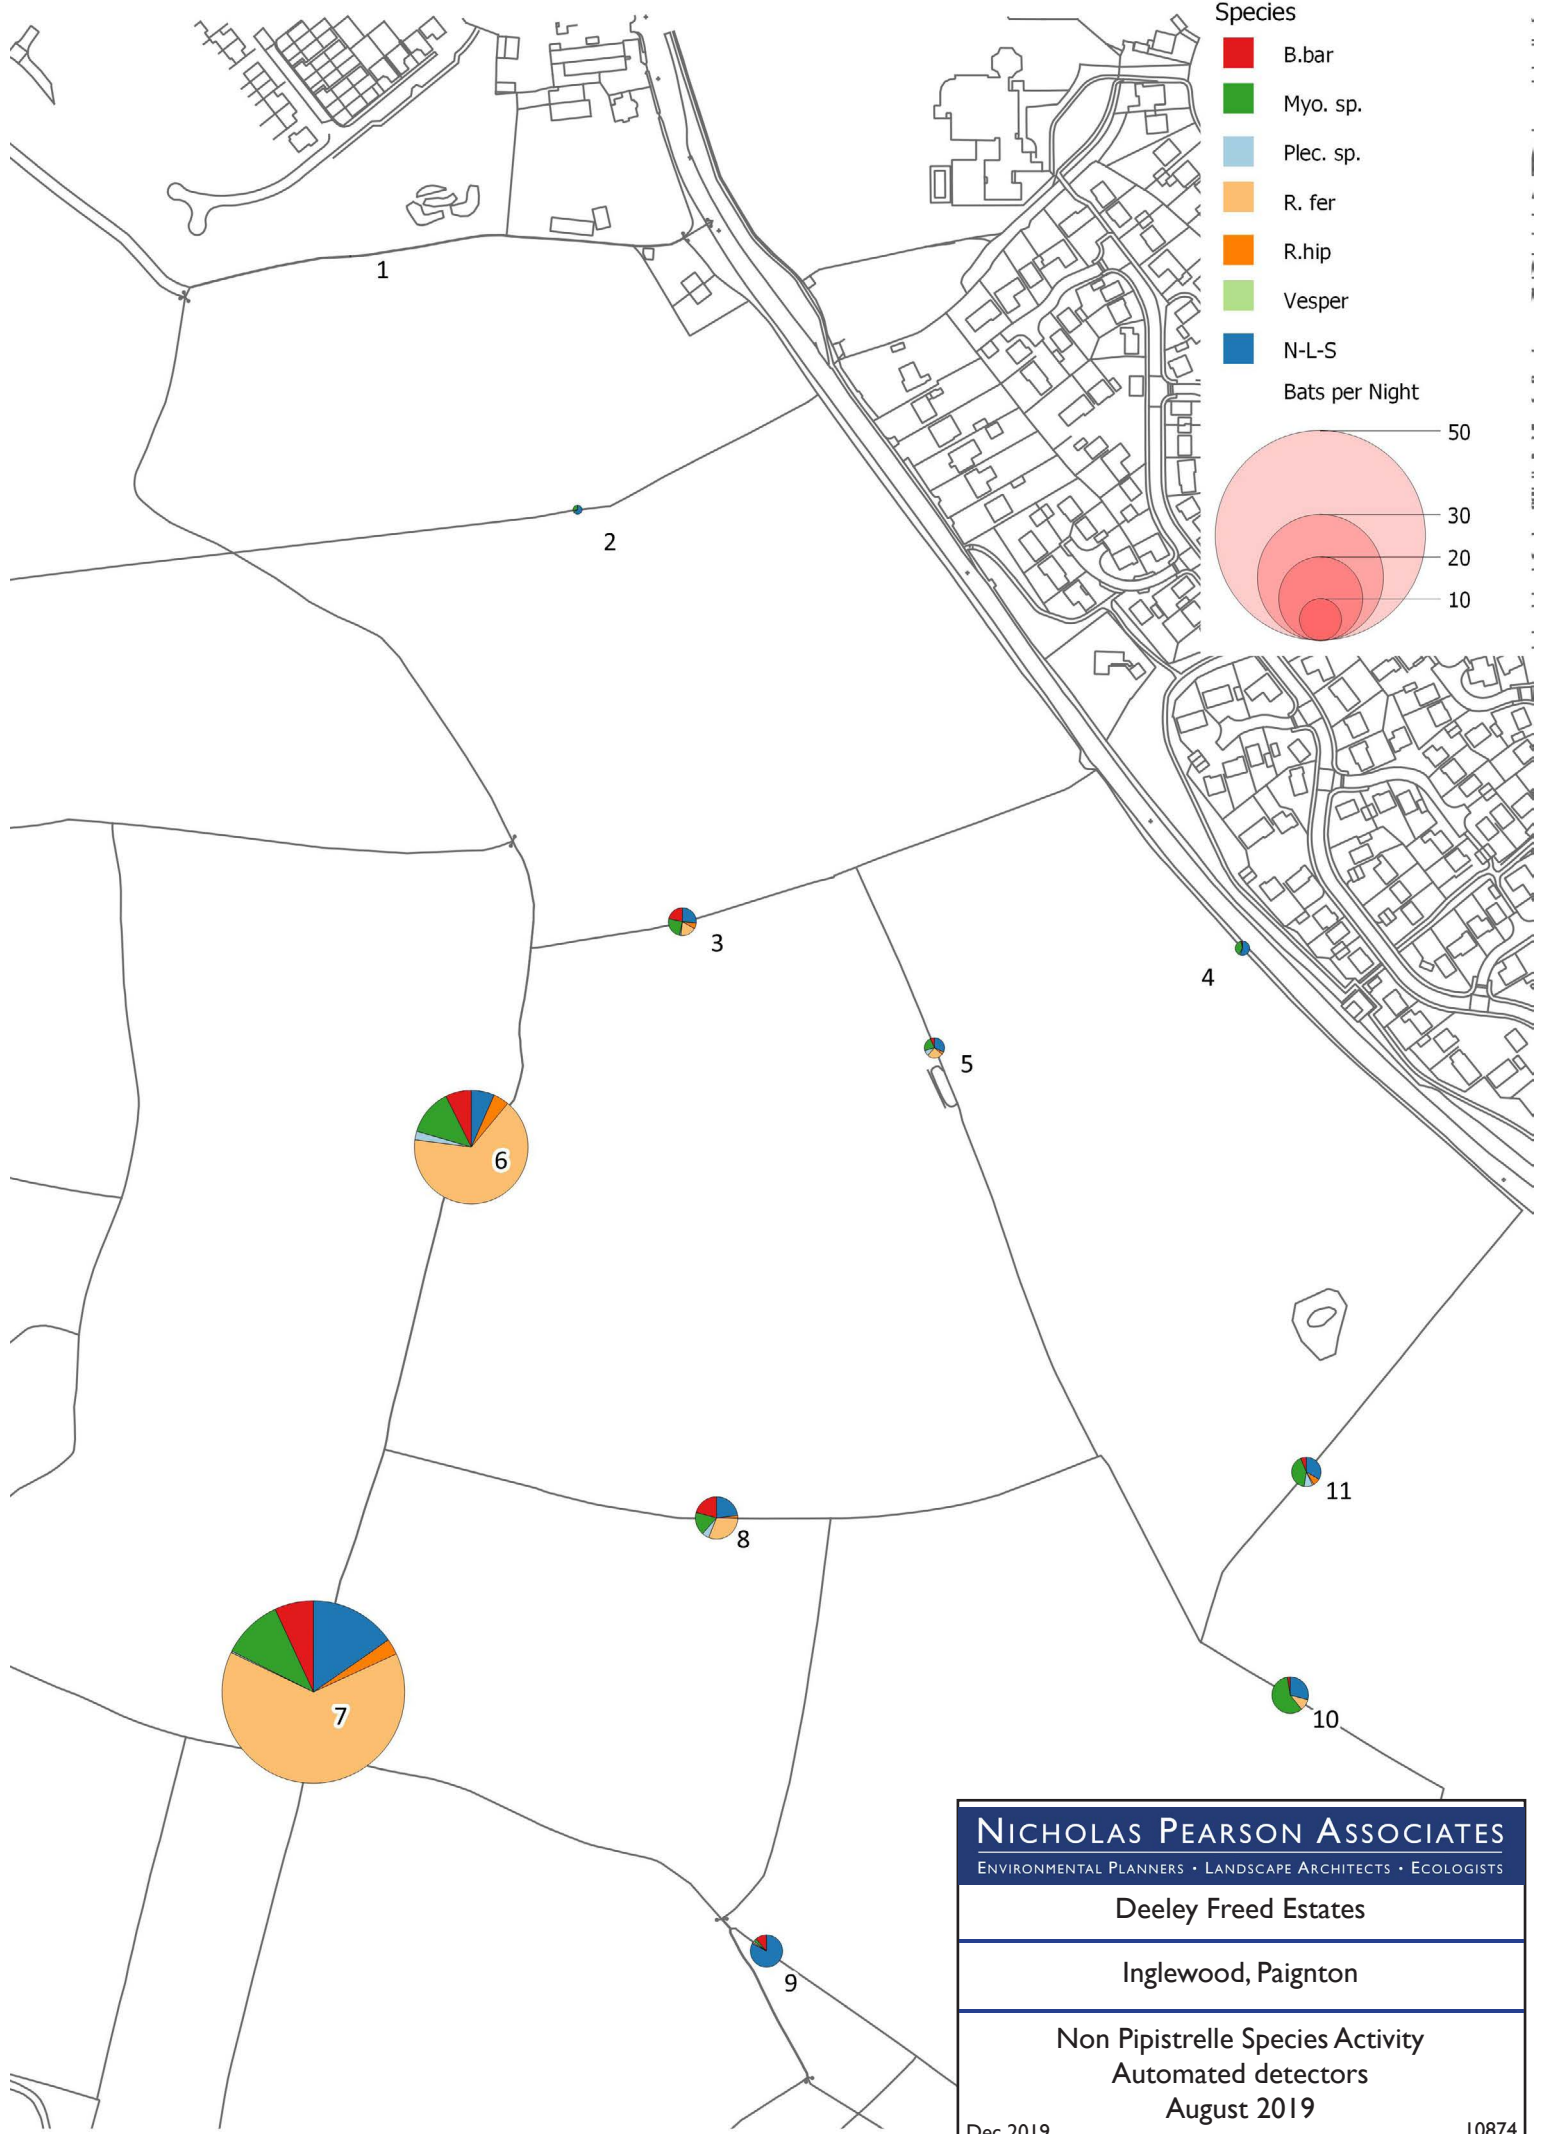 Species
B.bar
Myo. sp.
Plec. sp.
R. fer
R.hip
Vesper
N-L-S
Bats per Night
50
30
20
10
1
2
3
4
5
6
7
8
9
10
11
NICHOLAS PEARSON ASSOCIATES
ENVIRONMENTAL PLANNERS • LANDSCAPE ARCHITECTS • ECOLOGISTS
Deeley Freed Estates
Inglewood, Paignton
Non Pipistrelle Species Activity
Automated detectors
August 2019
Dec 2019 10874